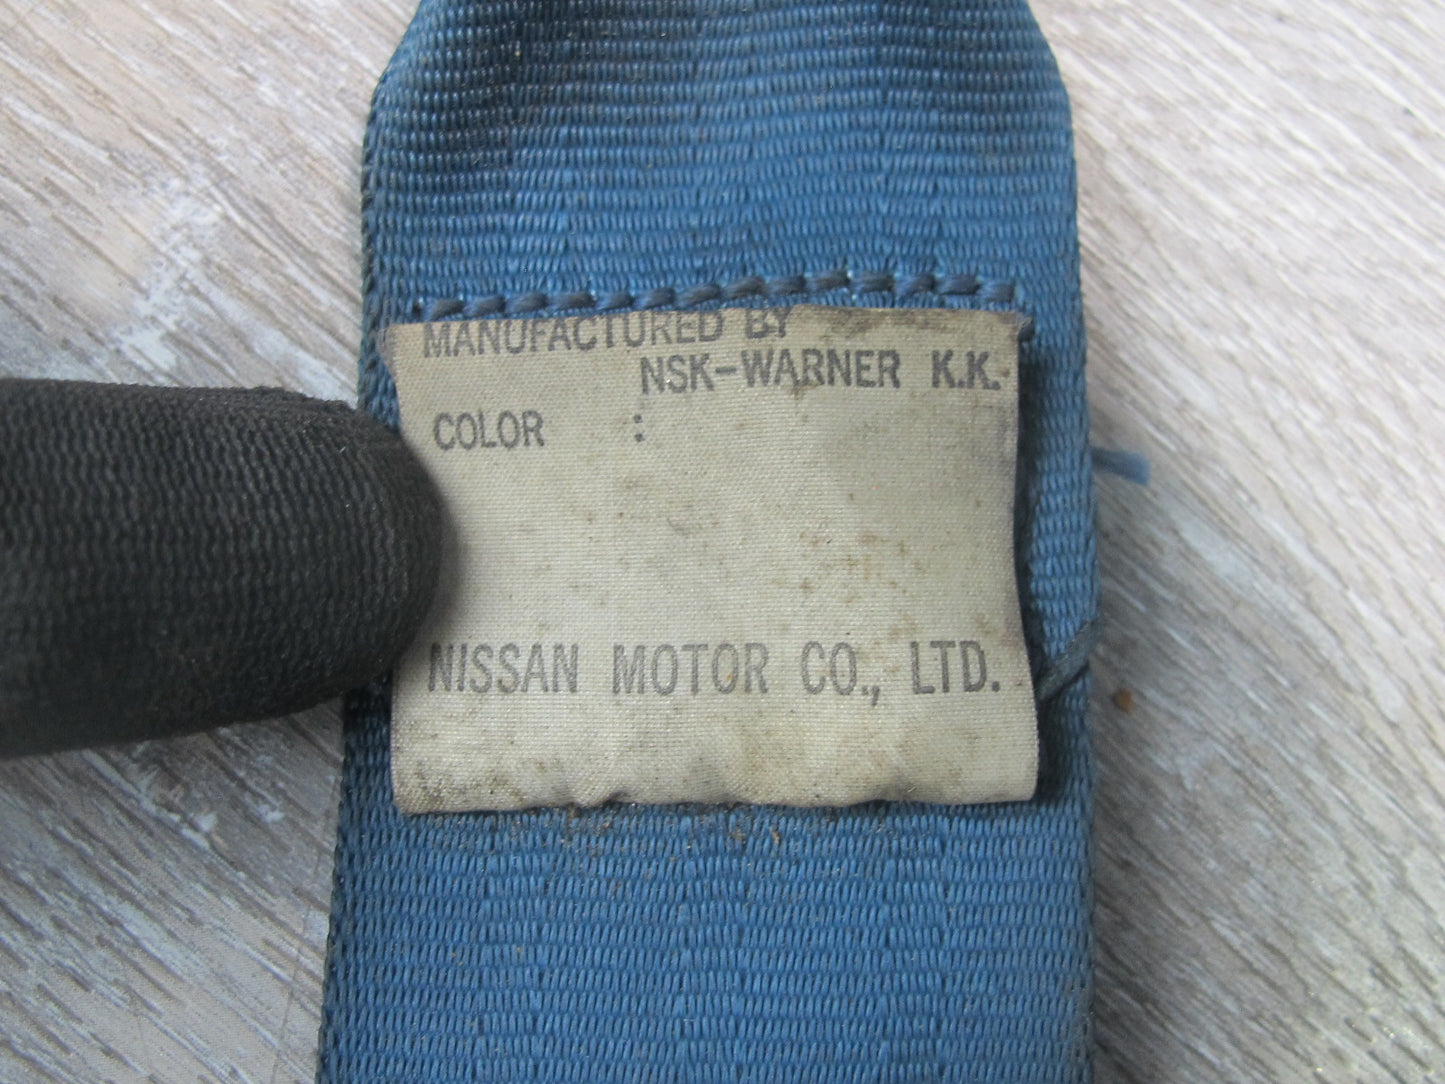 MANUFACTURED BY
NSK-WARNER K.K.
COLOR :
NISSAN MOTOR CO., LTD.